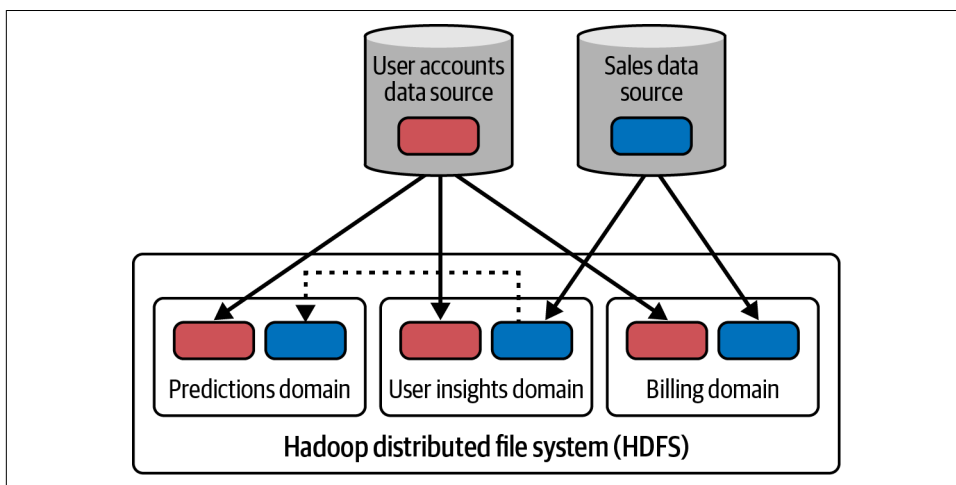 User accounts
data source
Sales data
source
Predictions domain
User insights domain
Billing domain
Hadoop distributed file system (HDFS)